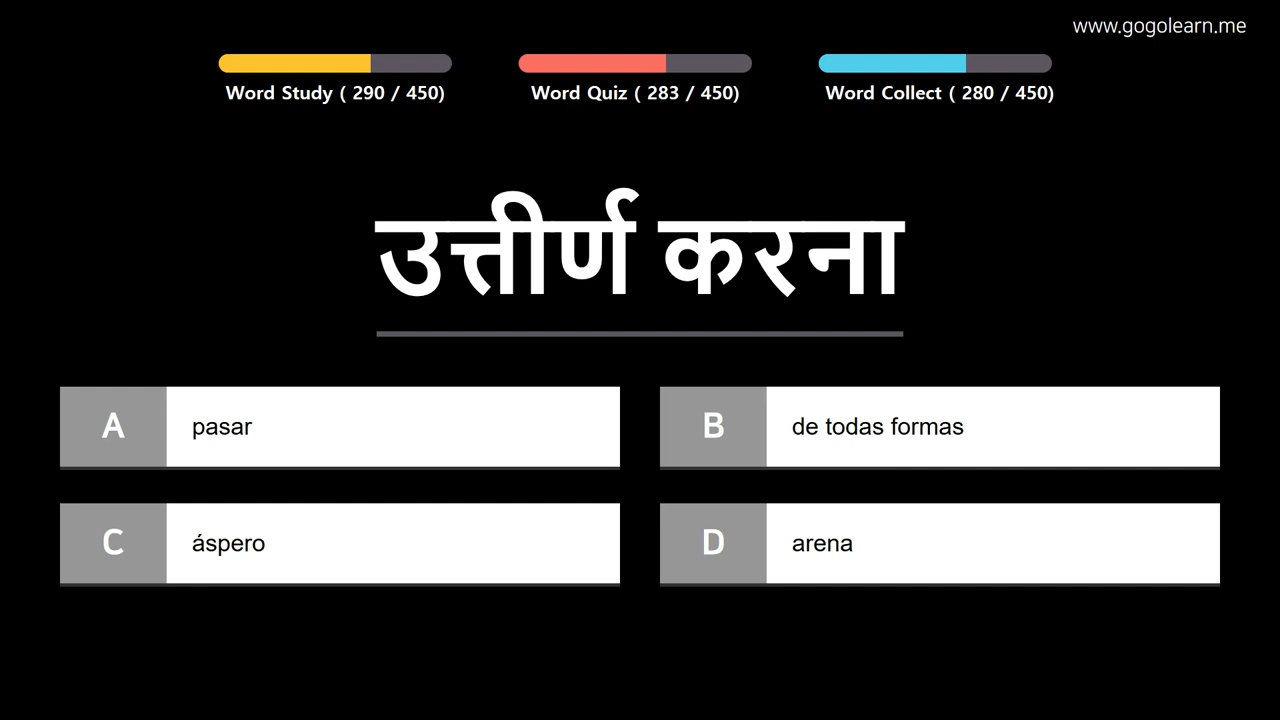 www.gogolearn.me
Word Study ( 290 / 450)
Word Quiz ( 283 / 450)
Word Collect ( 280 / 450)
उत्तीर्ण करना
A pasar
B de todas formas
C áspero
D arena